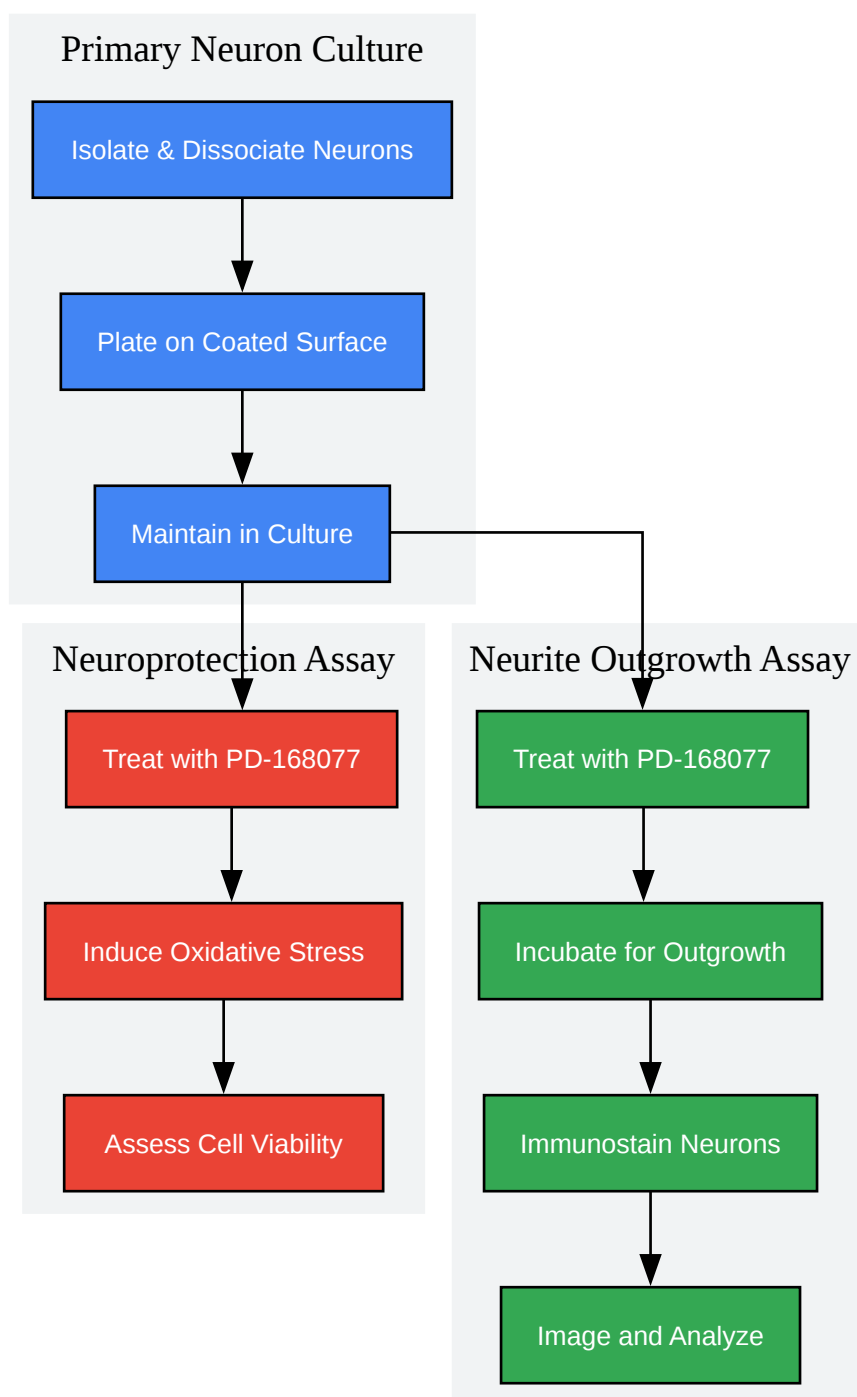 Primary Neuron Culture
Isolate & Dissociate Neurons
Plate on Coated Surface
Maintain in Culture
Neuroprotection Assay
Treat with PD-168077
Induce Oxidative Stress
Assess Cell Viability
Neurite Outgrowth Assay
Treat with PD-168077
Incubate for Outgrowth
Immunostain Neurons
Image and Analyze